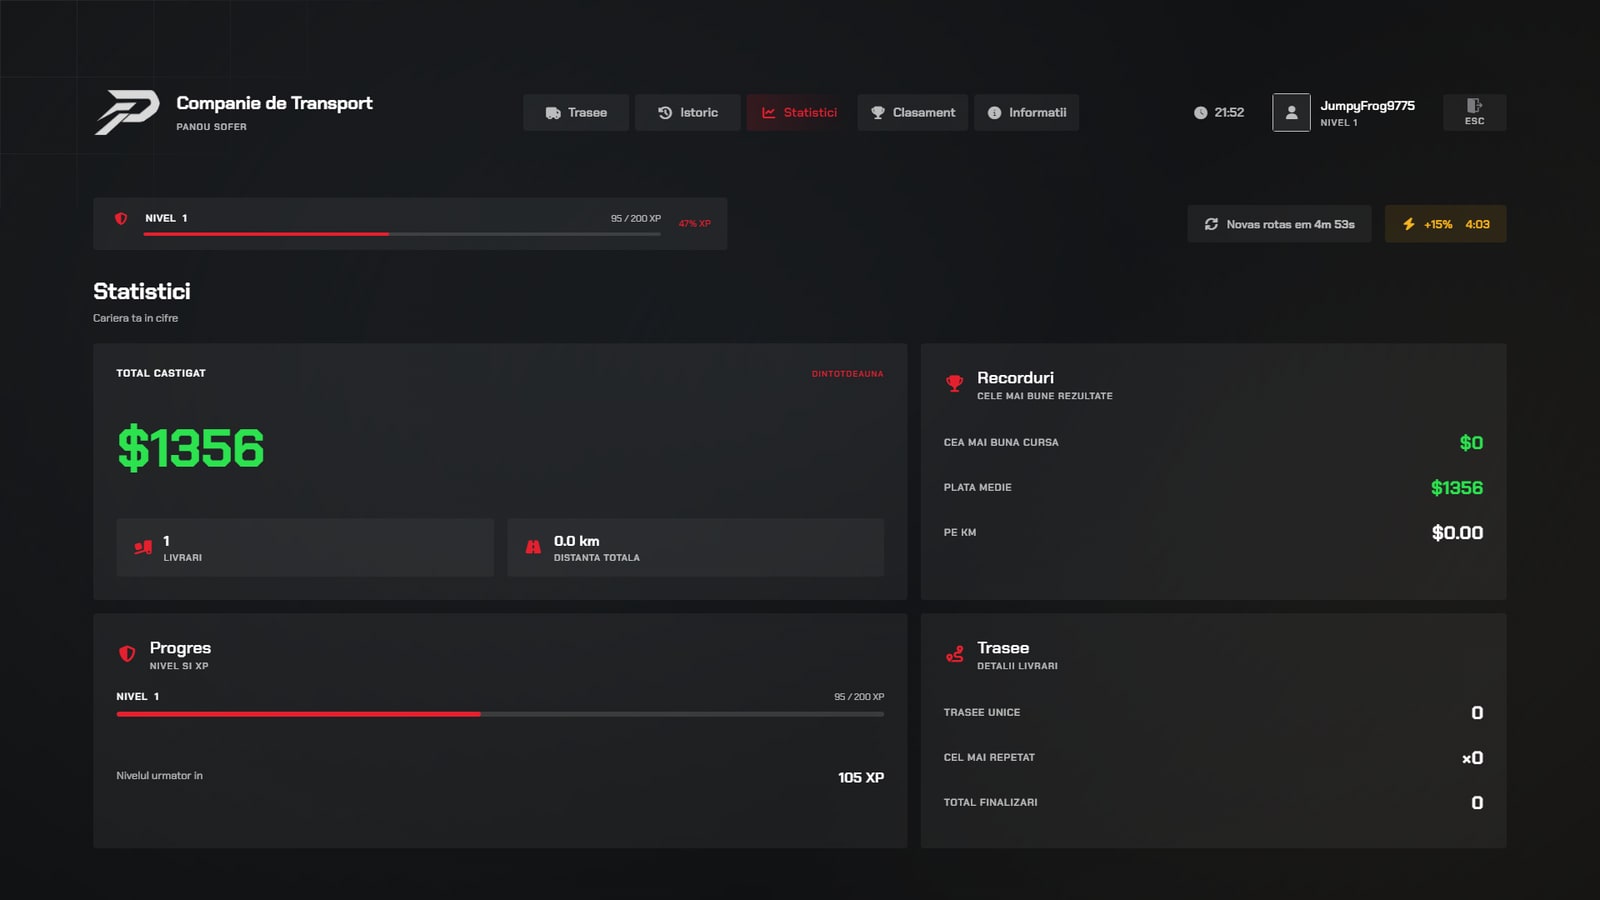 Companie de Transport
PANOU SOFER
Trasee
Istoric
Statistici
Clasament
Informatii
21:52
JumpyFrog9775
NIVEL 1
ESC
NIVEL 1
95 / 200 XP
47% XP
Novas rotas em 4m 53s
+15% 4:03
Statistici
Cariera ta in cifre
TOTAL CASTIGAT
DINTOTDEAUNA
$1356
1
LIVRARI
0.0 km
DISTANTA TOTALA
Recorduri
CELE MAI BUNE REZULTATE
CEA MAI BUNA CURSA
$0
PLATA MEDIE
$1356
PE KM
$0.00
Progres
NIVEL SI XP
NIVEL 1
95 / 200 XP
Nivelul urmator in
105 XP
Trasee
DETALII LIVRARI
TRASEE UNICE
0
CEL MAI REPETAT
×0
TOTAL FINALIZARI
0